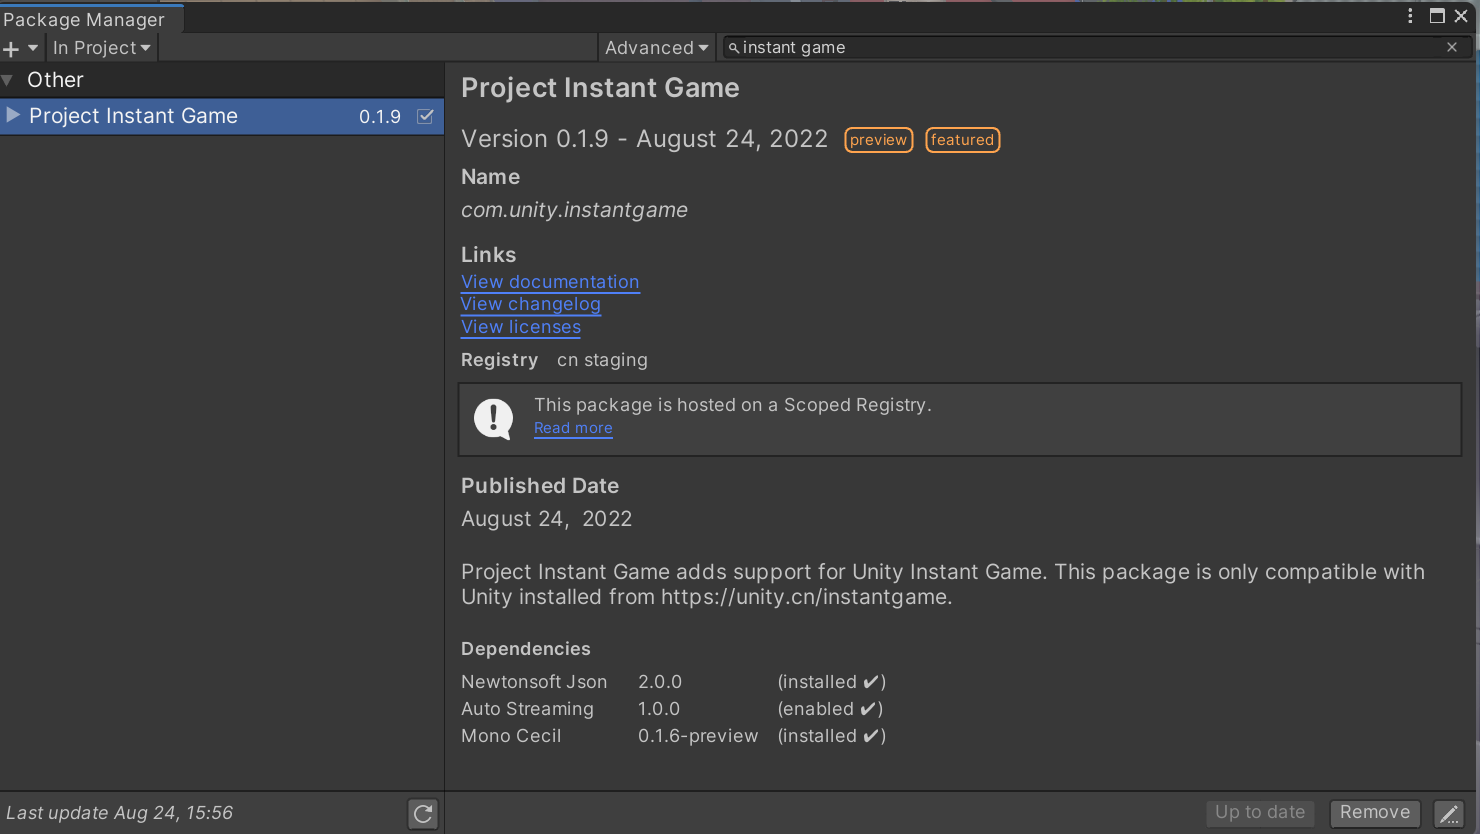 Package Manager
In Project
Advanced
instant game
Other
Project Instant Game 0.1.9
Project Instant Game
Version 0.1.9 - August 24, 2022 preview featured
Name
com.unity.instantgame
Links
View documentation
View changelog
View licenses
Registry cn staging
This package is hosted on a Scoped Registry.
Read more
Published Date
August 24, 2022
Project Instant Game adds support for Unity Instant Game. This package is only compatible with
Unity installed from https://unity.cn/instantgame.
Dependencies
Newtonsoft Json 2.0.0 (installed ✔)
Auto Streaming 1.0.0 (enabled ✔)
Mono Cecil 0.1.6-preview (installed ✔)
Last update Aug 24, 15:56
Up to date Remove